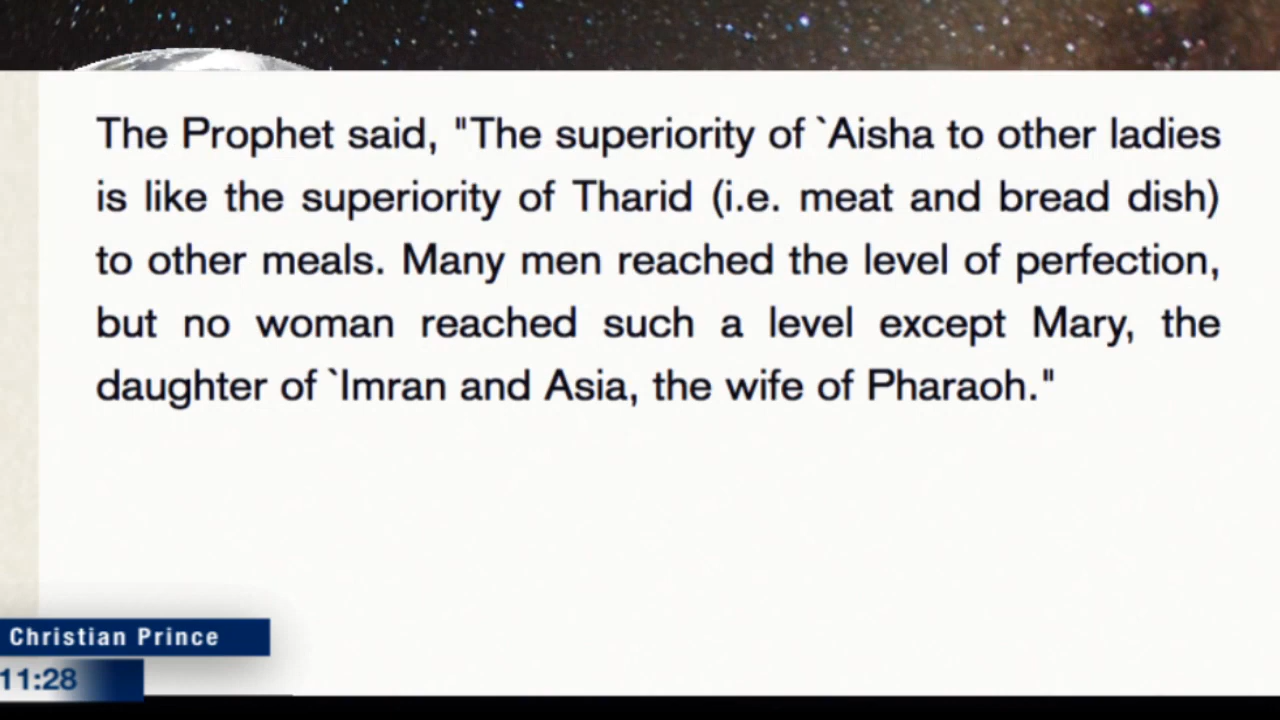 The Prophet said, "The superiority of `Aisha to other ladies
is like the superiority of Tharid (i.e. meat and bread dish)
to other meals. Many men reached the level of perfection,
but no woman reached such a level except Mary, the
daughter of `Imran and Asia, the wife of Pharaoh."
Christian Prince
11:28